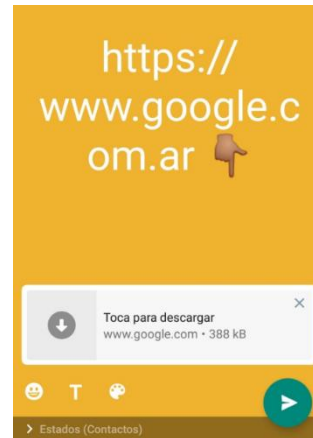 https://
www.google.c
om.ar 👇🏾
Toca para descargar
www.google.com • 388 kB
T
Estados (Contactos)